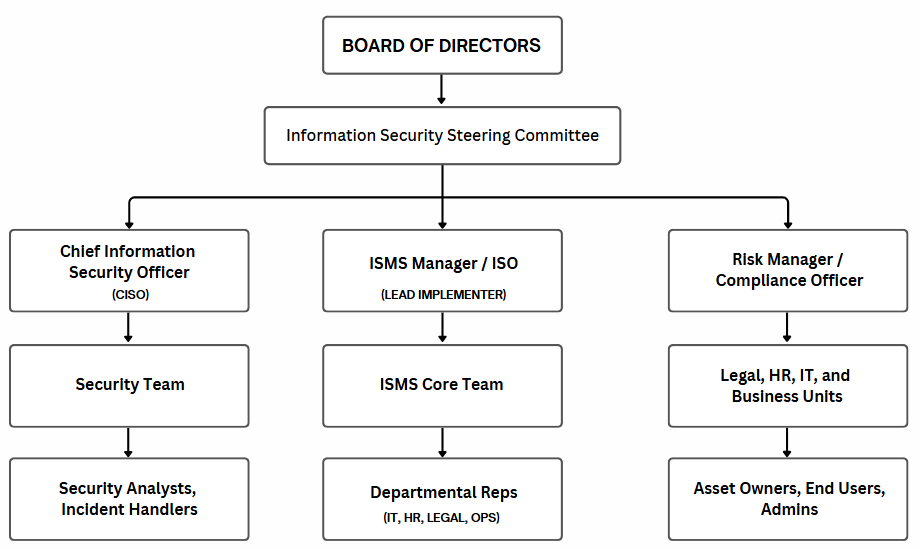 BOARD OF DIRECTORS
Information Security Steering Committee
Chief Information
Security Officer
(CISO)
ISMS Manager / ISO
(LEAD IMPLEMENTER)
Risk Manager /
Compliance Officer
Security Team
ISMS Core Team
Legal, HR, IT, and
Business Units
Security Analysts,
Incident Handlers
Departmental Reps
(IT, HR, LEGAL, OPS)
Asset Owners, End Users,
Admins